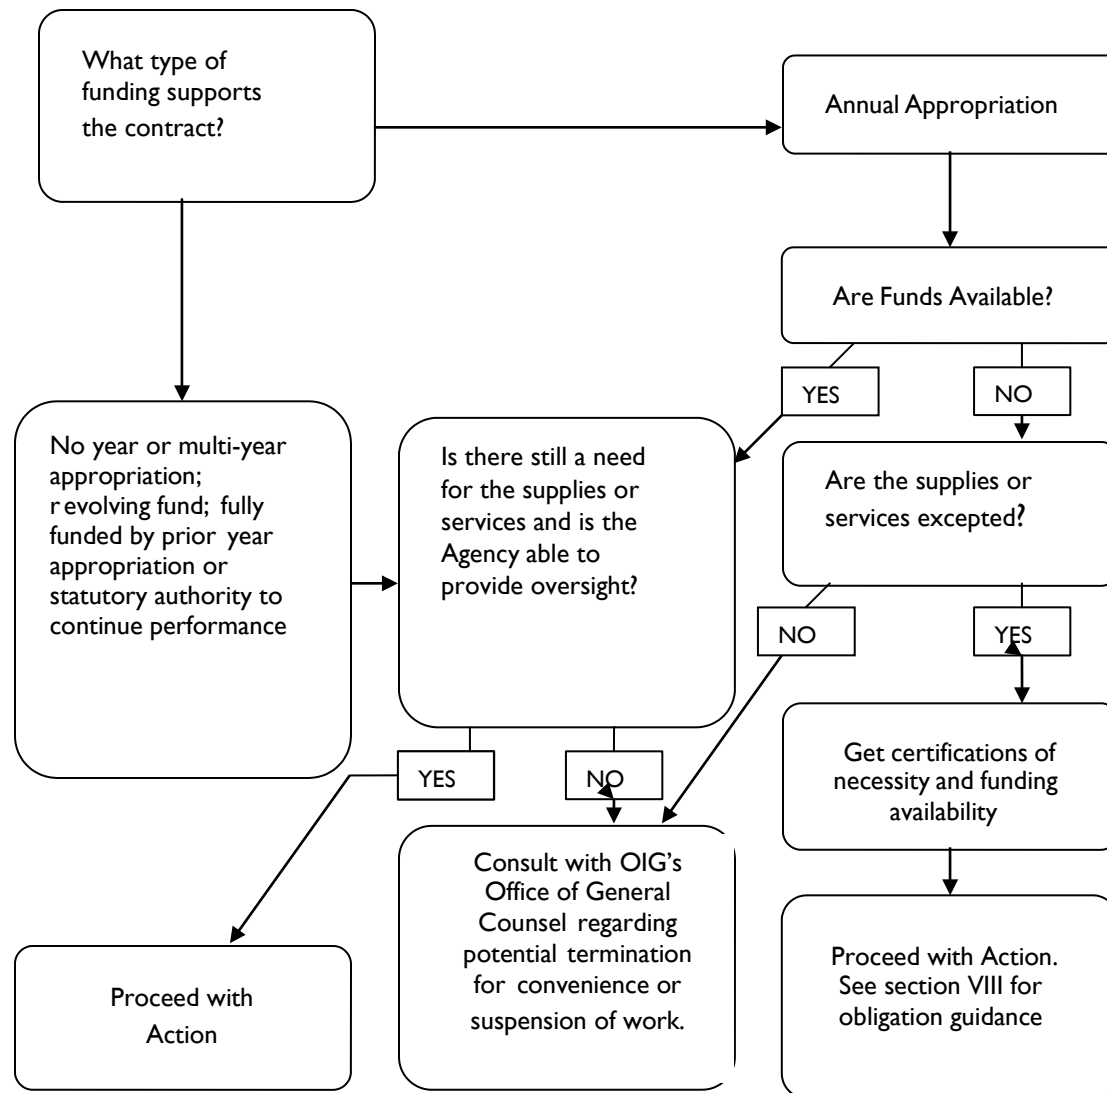 What type of
funding supports
the contract?
Annual Appropriation
Are Funds Available?
YES
NO
No year or multi-year
appropriation;
revolving fund; fully
funded by prior year
appropriation or
statutory authority to
continue performance
Is there still a need
for the supplies or
services and is the
Agency able to
provide oversight?
Are the supplies or
services excepted?
NO
YES
YES
NO
Get certifications of
necessity and funding
availability
Consult with OIG’s
Office of General
Counsel regarding
potential termination
for convenience or
suspension of work.
Proceed with
Action
Proceed with Action.
See section VIII for
obligation guidance